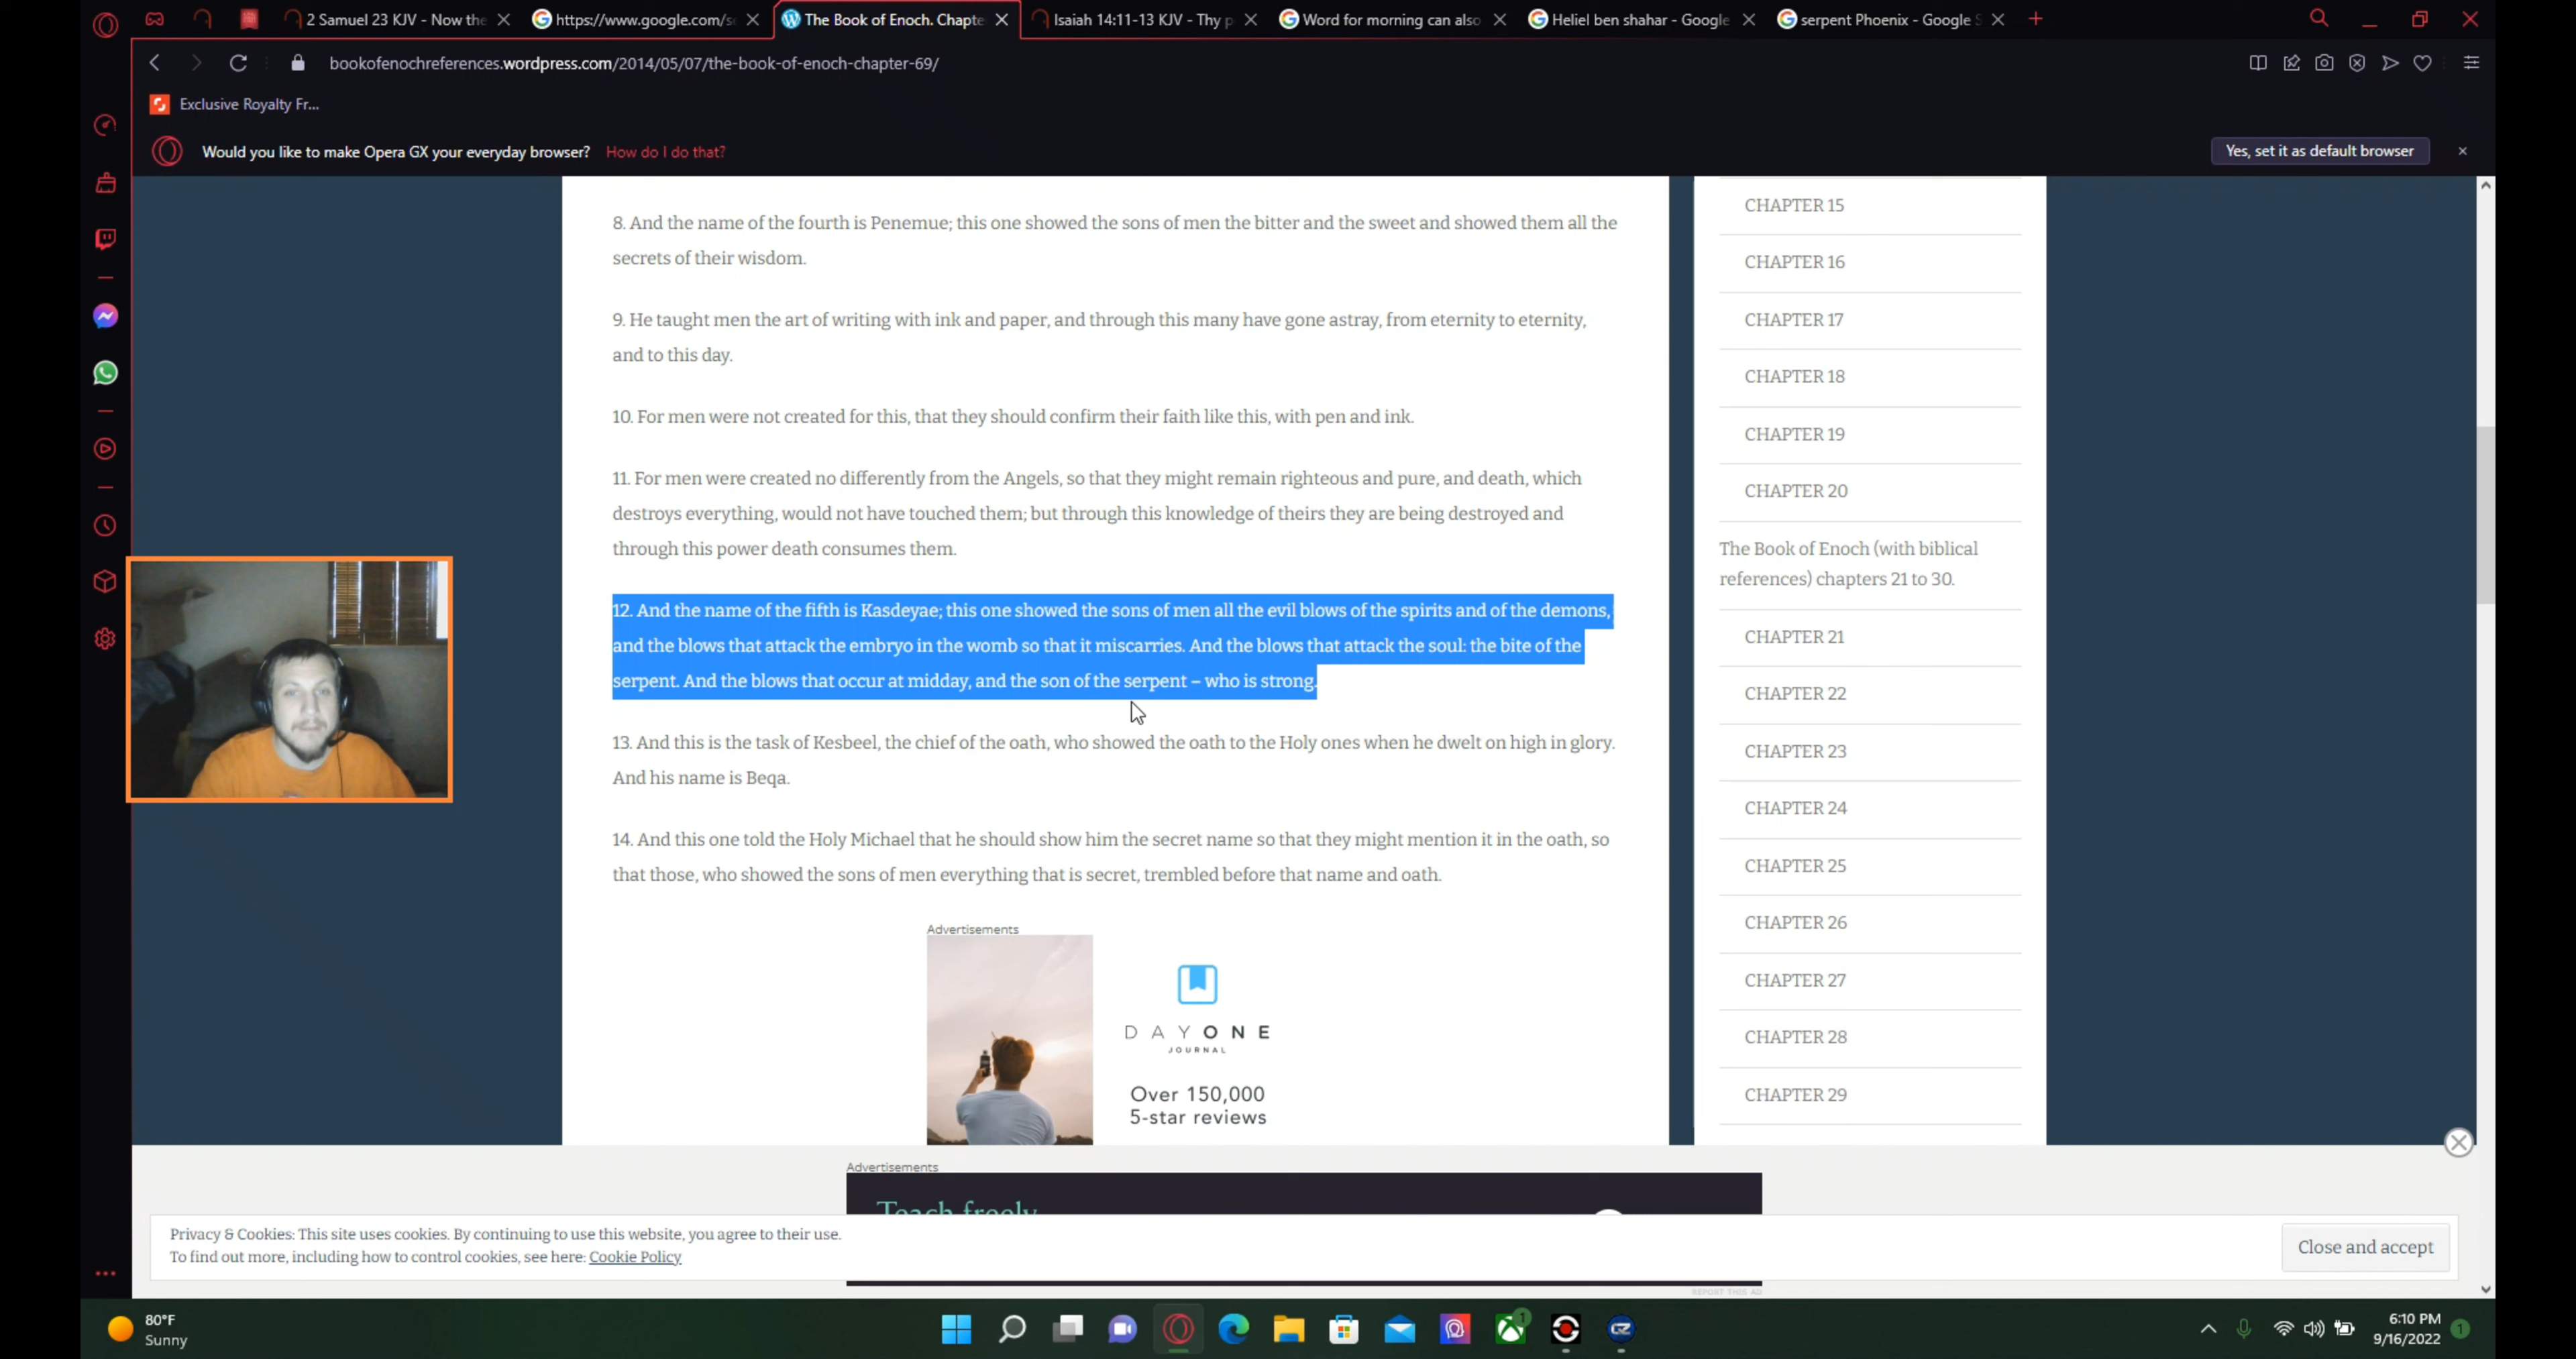 2 Samuel 23 KJV - Now the
https://www.google.com/s
The Book of Enoch. Chapte
Isaiah 14:11-13 KJV - Thy p
Word for morning can also
Heliel ben shahar - Google
serpent Phoenix - Google S
bookofenochreferences.wordpress.com/2014/05/07/the-book-of-enoch-chapter-69/
Exclusive Royalty Fr...
Would you like to make Opera GX your everyday browser? How do I do that?
Yes, set it as default browser
8. And the name of the fourth is Penemue; this one showed the sons of men the bitter and the sweet and showed them all the
secrets of their wisdom.
9. He taught men the art of writing with ink and paper, and through this many have gone astray, from eternity to eternity,
and to this day.
10. For men were not created for this, that they should confirm their faith like this, with pen and ink.
11. For men were created no differently from the Angels, so that they might remain righteous and pure, and death, which
destroys everything, would not have touched them; but through this knowledge of theirs they are being destroyed and
through this power death consumes them.
12. And the name of the fifth is Kasdeyae; this one showed the sons of men all the evil blows of the spirits and of the demons,
and the blows that attack the embryo in the womb so that it miscarries. And the blows that attack the soul: the bite of the
serpent. And the blows that occur at midday, and the son of the serpent – who is strong.
13. And this is the task of Kesbeel, the chief of the oath, who showed the oath to the Holy ones when he dwelt on high in glory.
And his name is Beqa.
14. And this one told the Holy Michael that he should show him the secret name so that they might mention it in the oath, so
that those, who showed the sons of men everything that is secret, trembled before that name and oath.
Advertisements
DAYONE
JOURNAL
Over 150,000
5-star reviews
CHAPTER 15
CHAPTER 16
CHAPTER 17
CHAPTER 18
CHAPTER 19
CHAPTER 20
The Book of Enoch (with biblical
references) chapters 21 to 30.
CHAPTER 21
CHAPTER 22
CHAPTER 23
CHAPTER 24
CHAPTER 25
CHAPTER 26
CHAPTER 27
CHAPTER 28
CHAPTER 29
Advertisements
Teach freely
Privacy & Cookies: This site uses cookies. By continuing to use this website, you agree to their use.
To find out more, including how to control cookies, see here: Cookie Policy
Close and accept
REPORT THIS AD
80°F
Sunny
1
6:10 PM
9/16/2022
1